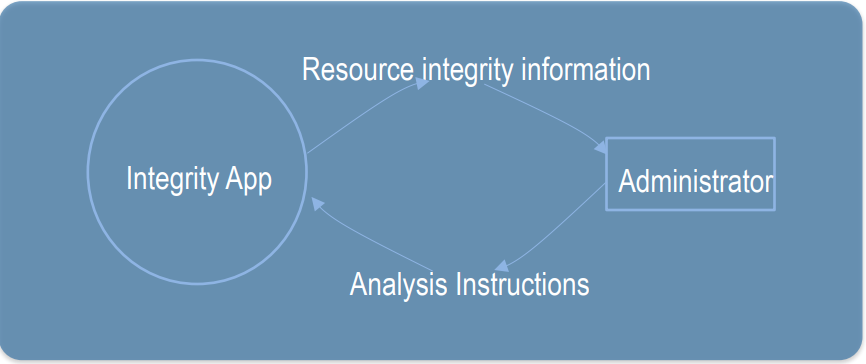 Resource integrity information
Integrity App
Administrator
Analysis Instructions